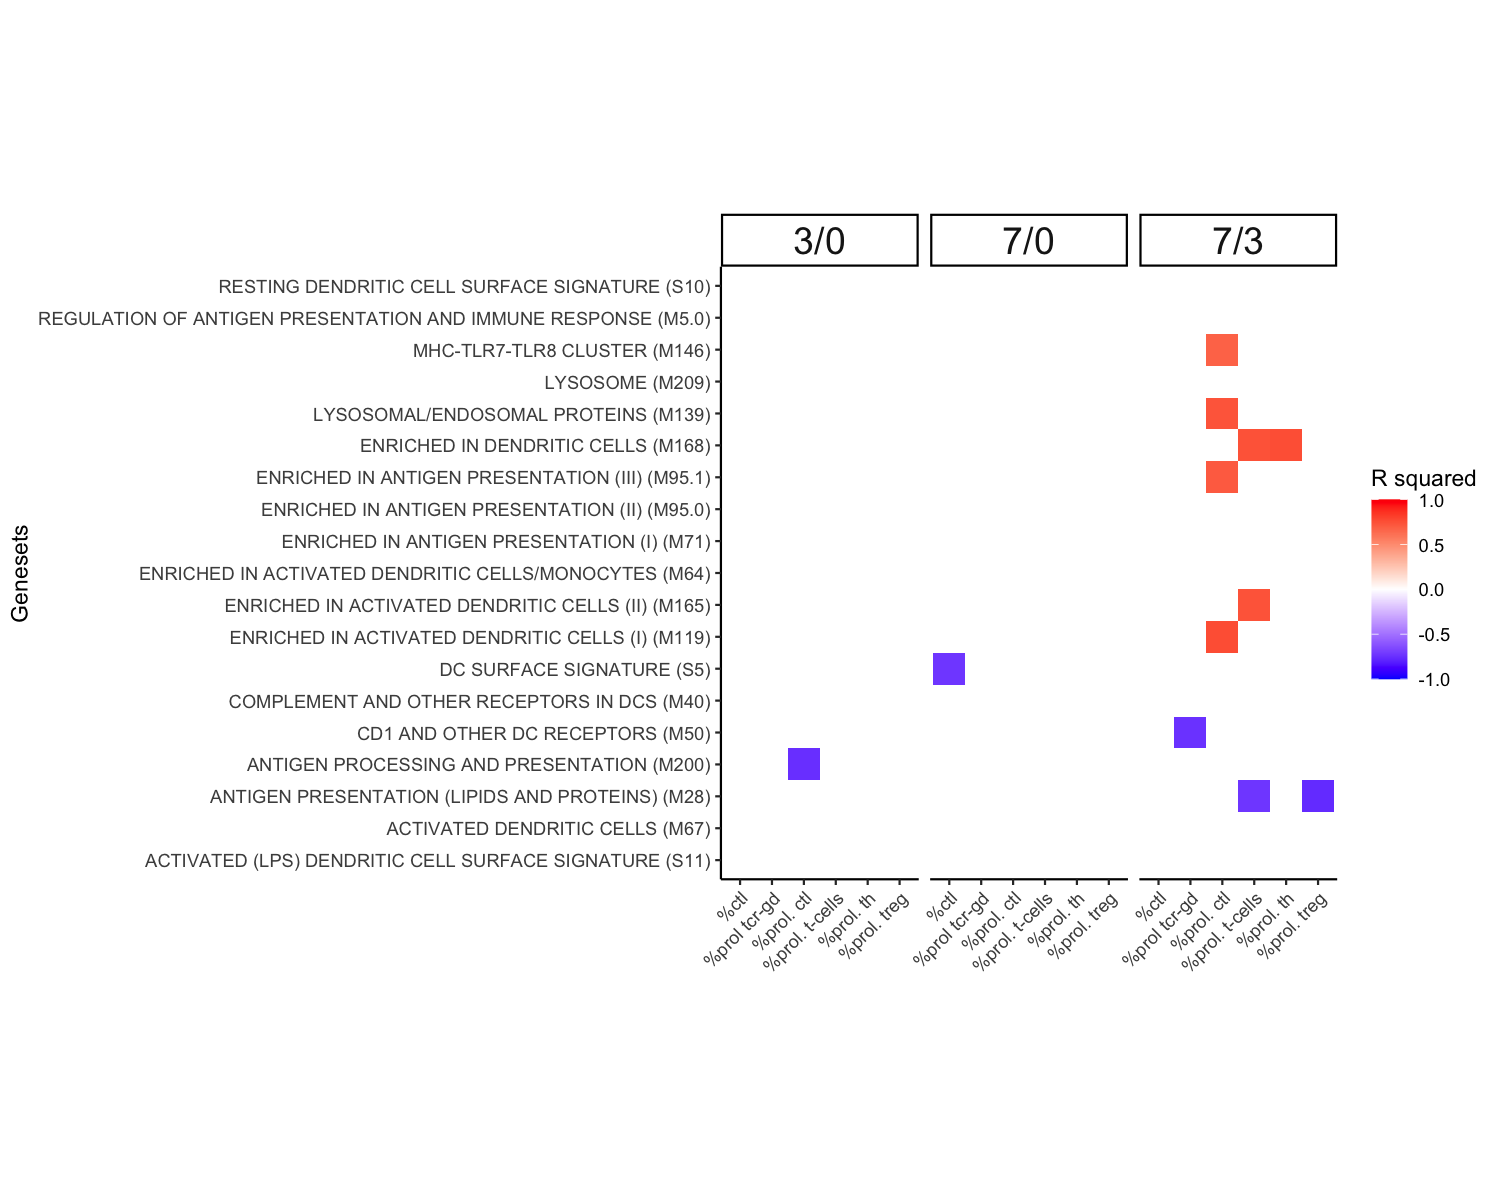 3/0 7/0 7/3
RESTING DENDRITIC CELL SURFACE SIGNATURE (S10)
REGULATION OF ANTIGEN PRESENTATION AND IMMUNE RESPONSE (M5.0)
MHC-TLR7-TLR8 CLUSTER (M146)
LYSOSOME (M209)
LYSOSOMAL/ENDOSOMAL PROTEINS (M139)
ENRICHED IN DENDRITIC CELLS (M168)
ENRICHED IN ANTIGEN PRESENTATION (III) (M95.1)
ENRICHED IN ANTIGEN PRESENTATION (II) (M95.0)
ENRICHED IN ANTIGEN PRESENTATION (I) (M71)
ENRICHED IN ACTIVATED DENDRITIC CELLS/MONOCYTES (M64)
ENRICHED IN ACTIVATED DENDRITIC CELLS (II) (M165)
ENRICHED IN ACTIVATED DENDRITIC CELLS (I) (M119)
DC SURFACE SIGNATURE (S5)
COMPLEMENT AND OTHER RECEPTORS IN DCS (M40)
CD1 AND OTHER DC RECEPTORS (M50)
ANTIGEN PROCESSING AND PRESENTATION (M200)
ANTIGEN PRESENTATION (LIPIDS AND PROTEINS) (M28)
ACTIVATED DENDRITIC CELLS (M67)
ACTIVATED (LPS) DENDRITIC CELL SURFACE SIGNATURE (S11)
Genesets
%ctl
%prol tcr-gd
%prol. ctl
%prol. t-cells
%prol. th
%prol. treg
%ctl
%prol tcr-gd
%prol. ctl
%prol. t-cells
%prol. th
%prol. treg
%ctl
%prol tcr-gd
%prol. ctl
%prol. t-cells
%prol. th
%prol. treg
R squared
1.0
0.5
0.0
-0.5
-1.0